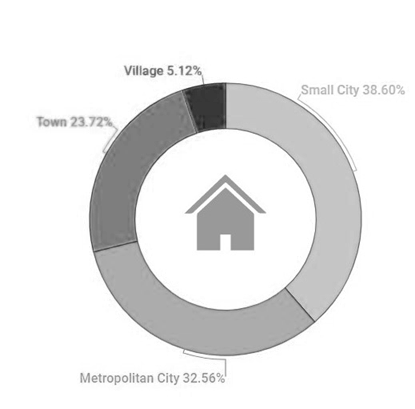 Village 5.12%
Small City 38.60%
Town 23.72%
Metropolitan City 32.56%